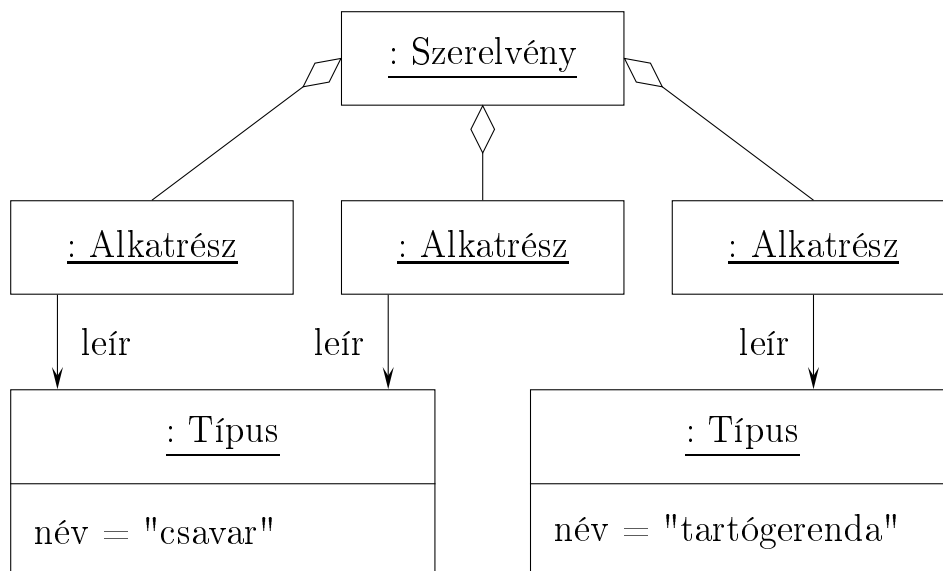 : Szerelvény
: Alkatrész
: Alkatrész
: Alkatrész
leír
leír
leír
: Típus
: Típus
név = "csavar"
név = "tartógerenda"